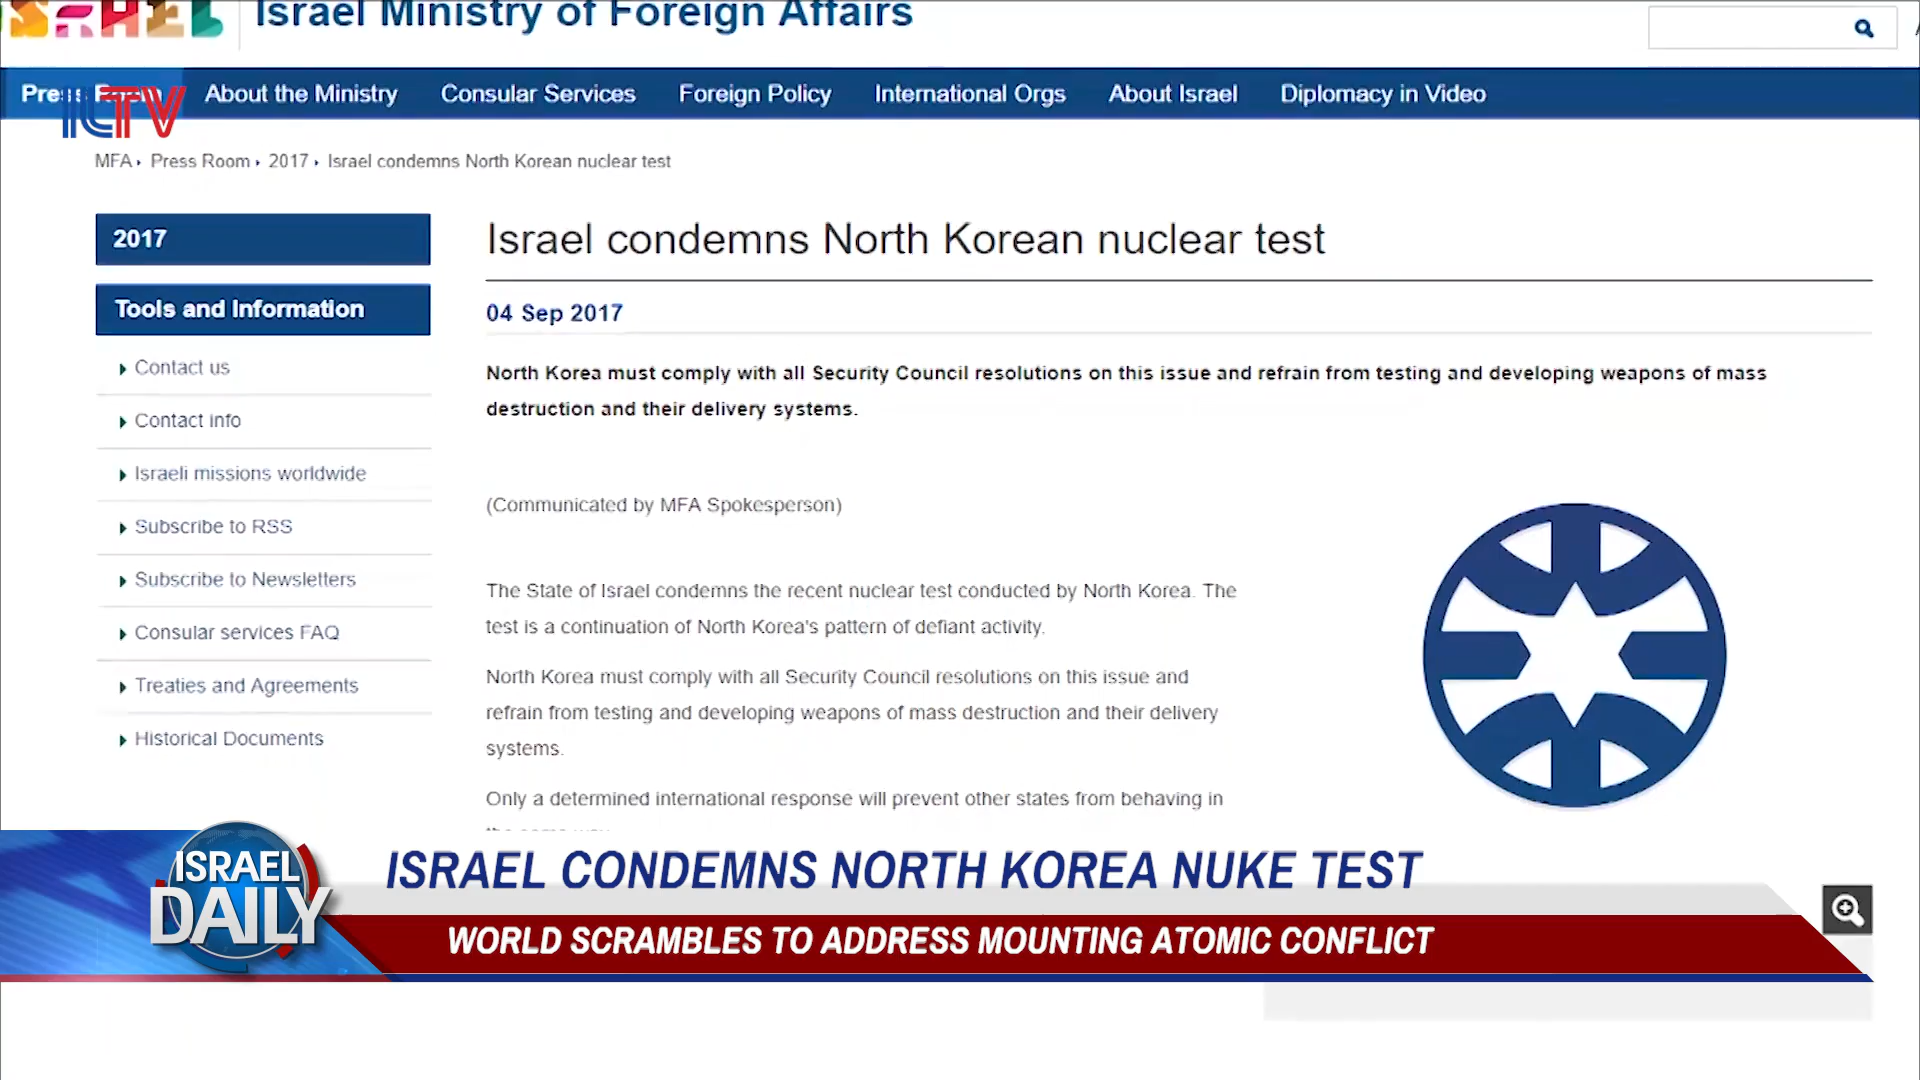 ISRAEL
Israel Ministry of Foreign Affairs
Press Room About the Ministry Consular Services Foreign Policy International Orgs About Israel Diplomacy in Video
ILTV
MFA Press Room 2017 Israel condemns North Korean nuclear test
2017
Tools and Information
Contact us
Contact info
Israeli missions worldwide
Subscribe to RSS
Subscribe to Newsletters
Consular services FAQ
Treaties and Agreements
Historical Documents
Israel condemns North Korean nuclear test
04 Sep 2017
North Korea must comply with all Security Council resolutions on this issue and refrain from testing and developing weapons of mass
destruction and their delivery systems.
(Communicated by MFA Spokesperson)
The State of Israel condemns the recent nuclear test conducted by North Korea. The
test is a continuation of North Korea's pattern of defiant activity.
North Korea must comply with all Security Council resolutions on this issue and
refrain from testing and developing weapons of mass destruction and their delivery
systems.
Only a determined international response will prevent other states from behaving in
ISRAEL
DAILY
ISRAEL CONDEMNS NORTH KOREA NUKE TEST
WORLD SCRAMBLES TO ADDRESS MOUNTING ATOMIC CONFLICT